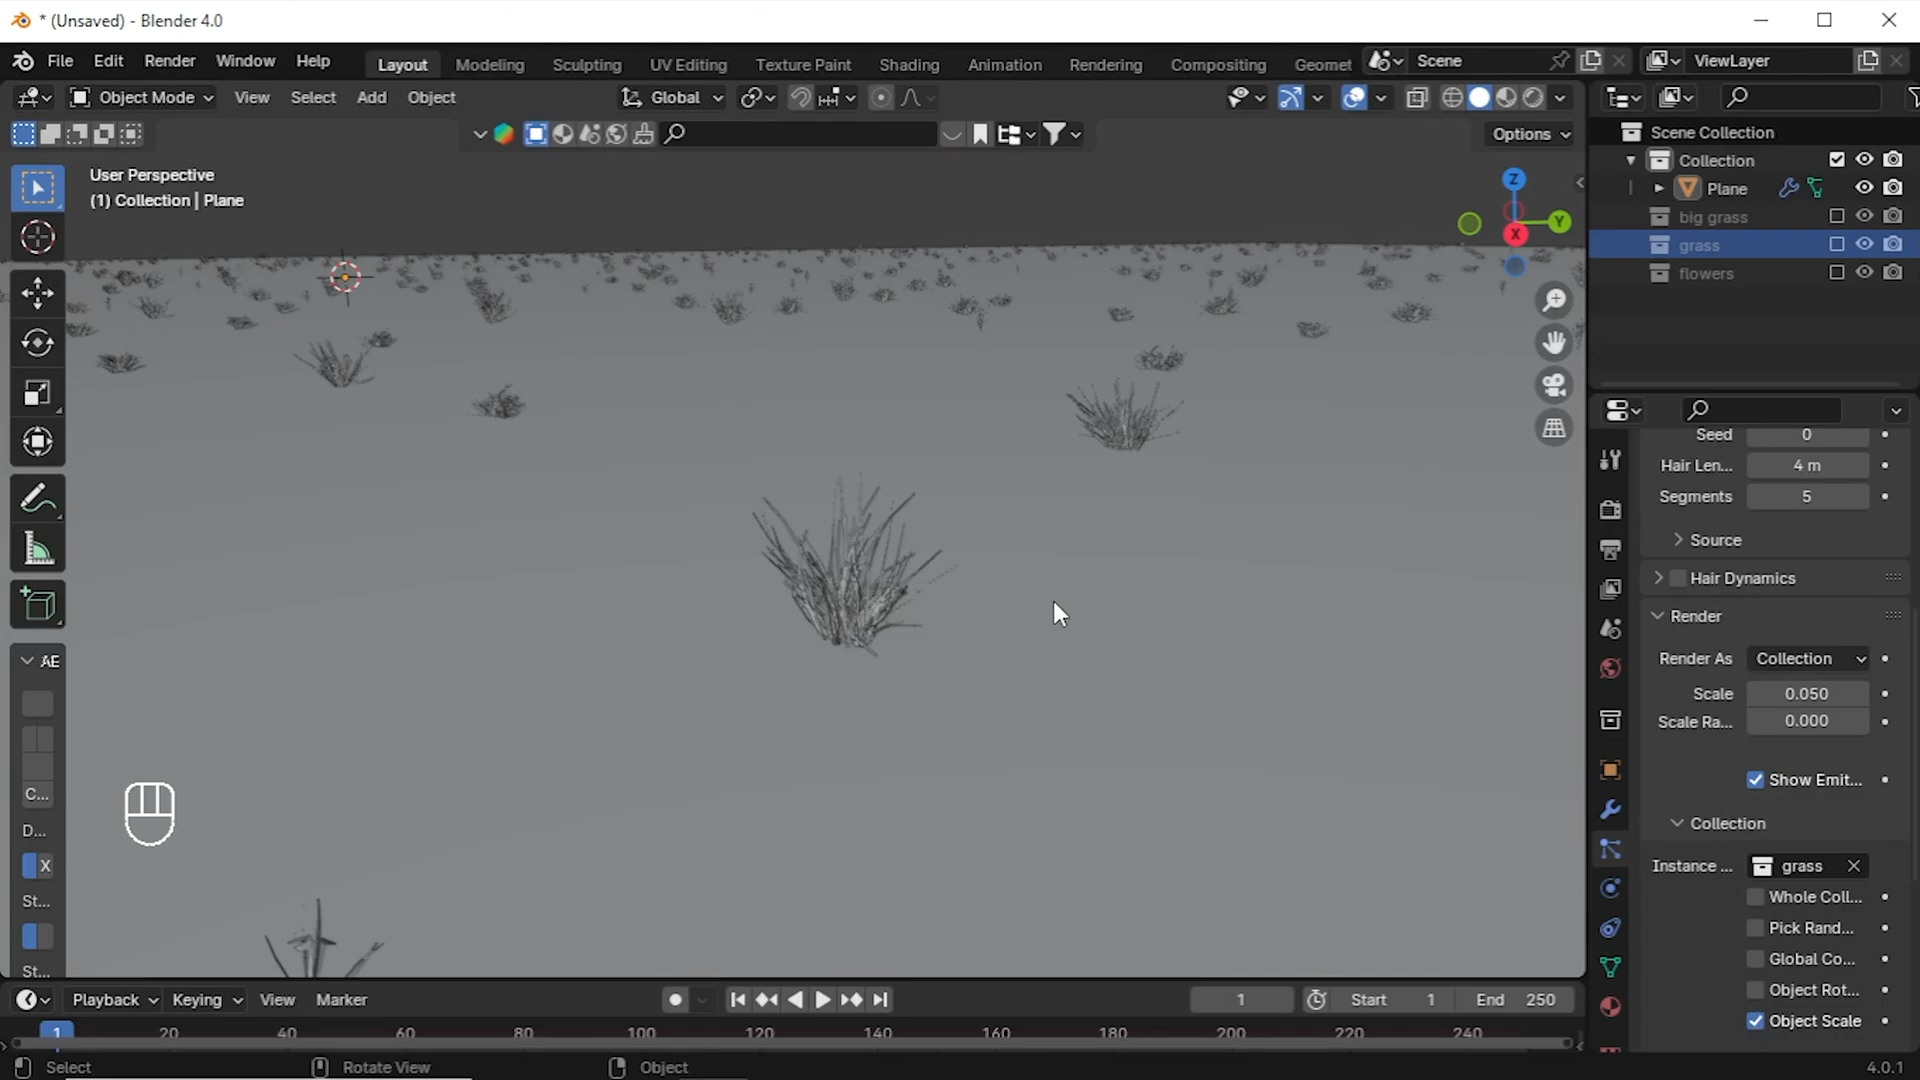 * (Unsaved) - Blender 4.0
File Edit Render Window Help Layout Modeling Sculpting UV Editing Texture Paint Shading Animation Rendering Compositing Geomet Scene ViewLayer
Object Mode View Select Add Object Global
Options
User Perspective
(1) Collection | Plane
Z
Y
X
Scene Collection
Collection
Plane
big grass
grass
flowers
Seed 0
Hair Len... 4 m
Segments 5
Source
Hair Dynamics
Render
Render As Collection
Scale 0.050
Scale Ra... 0.000
Show Emit...
Collection
Instance ... grass
Whole Coll...
Pick Rand...
Global Co...
Object Rot...
Object Scale
AE
C...
D...
X
St...
St...
Playback Keying View Marker 1 Start 1 End 250
1 20 40 60 80 100 120 140 160 180 200 220 240
Select Rotate View Object 4.0.1